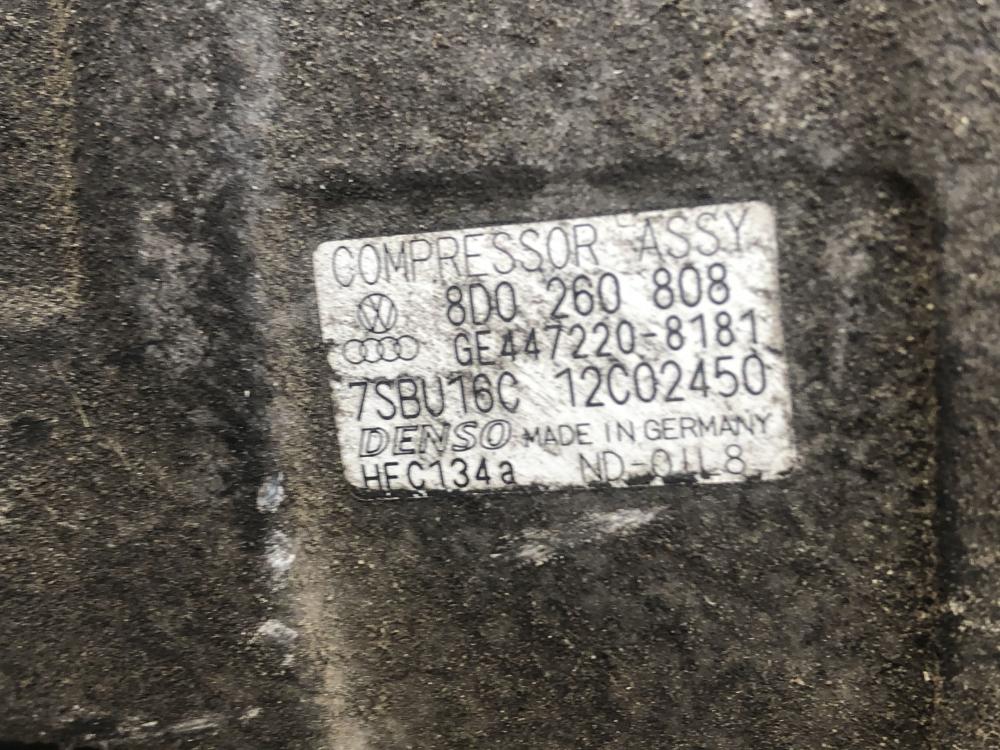 COMPRESSOR ASSY
8D0 260 808
GE447220-8181
7SBU16C 12C02450
DENSO MADE IN GERMANY
HFC134a ND-OIL8